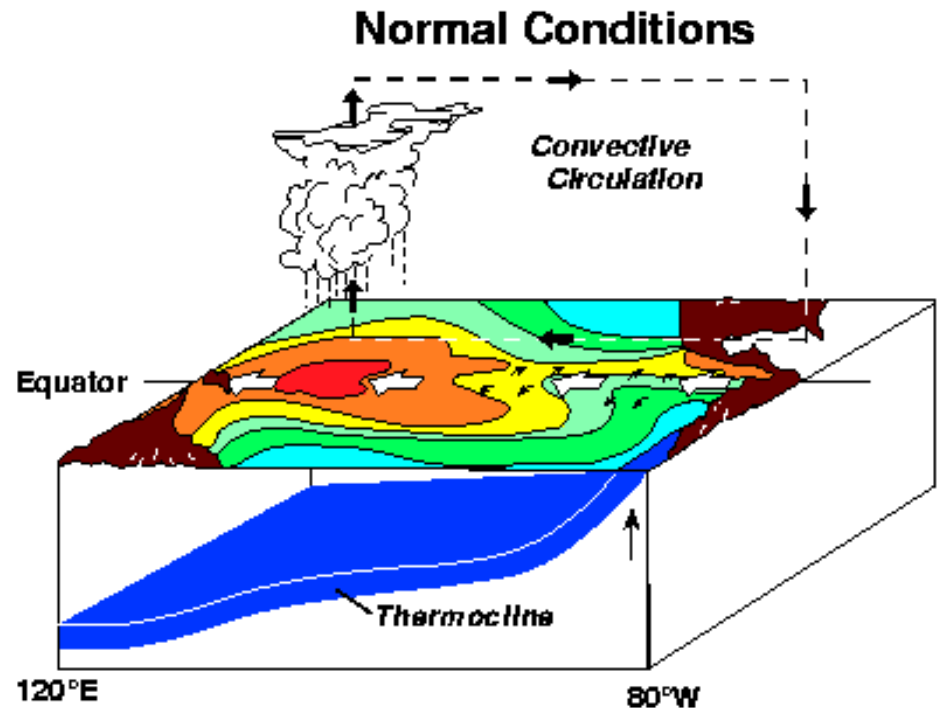 Normal Conditions
Convective
Circulation
Equator
Thermocline
120°E
80°W